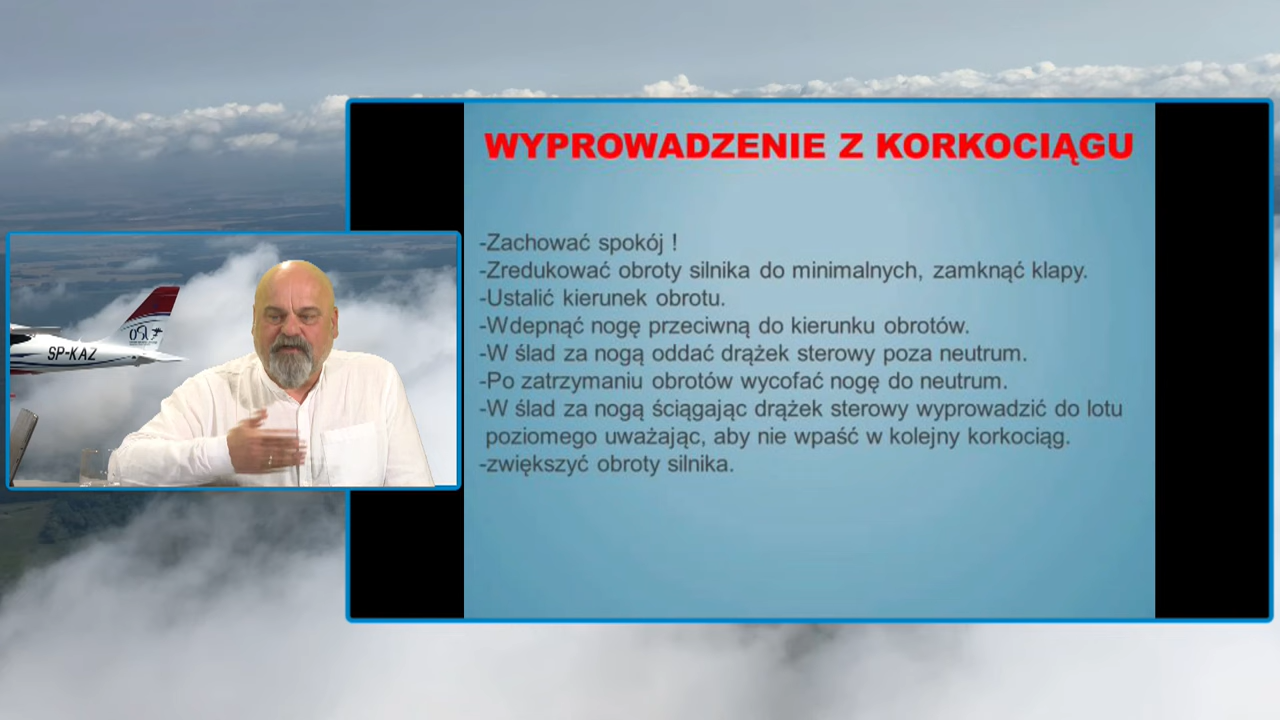 WYPROWADZENIE Z KORKOCIĄGU
-Zachować spokój !
-Zredukować obroty silnika do minimalnych, zamknąć klapy.
-Ustalić kierunek obrotu.
-Wdepnąć nogę przeciwną do kierunku obrotów.
-W ślad za nogą oddać drążek sterowy poza neutrum.
-Po zatrzymaniu obrotów wycofać nogę do neutrum.
-W ślad za nogą ściągając drążek sterowy wyprowadzić do lotu
poziomego uważając, aby nie wpaść w kolejny korkociąg.
-zwiększyć obroty silnika.
SP-KAZ